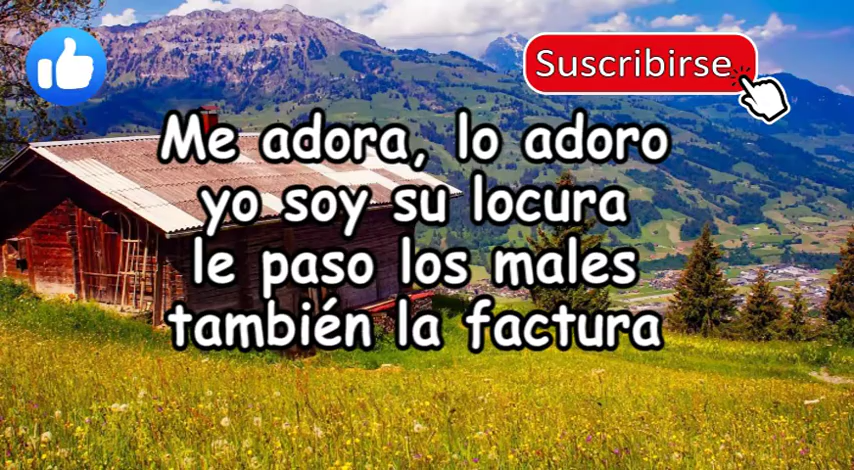 Suscribirse
Me adora, lo adoro
yo soy su locura
le paso los males
también la factura